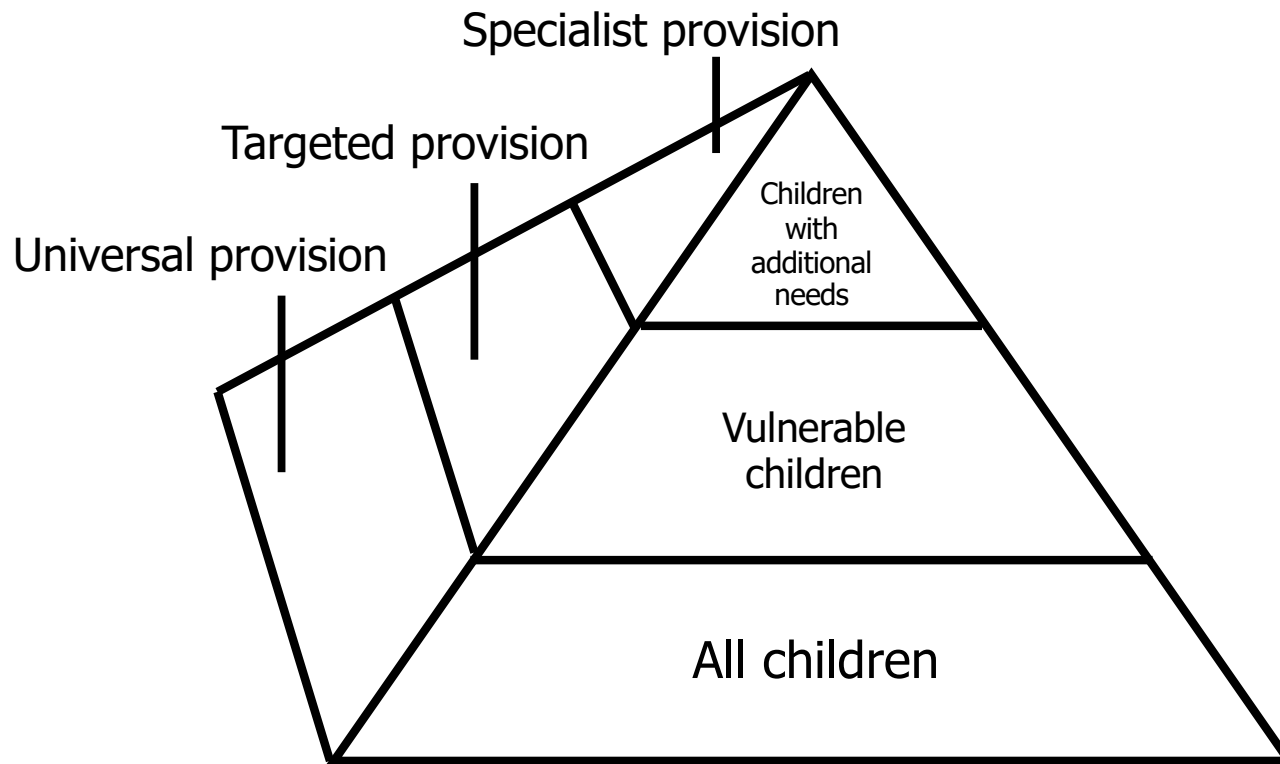 Specialist provision
Targeted provision
Universal provision
Children
with
additional
needs
Vulnerable
children
All children